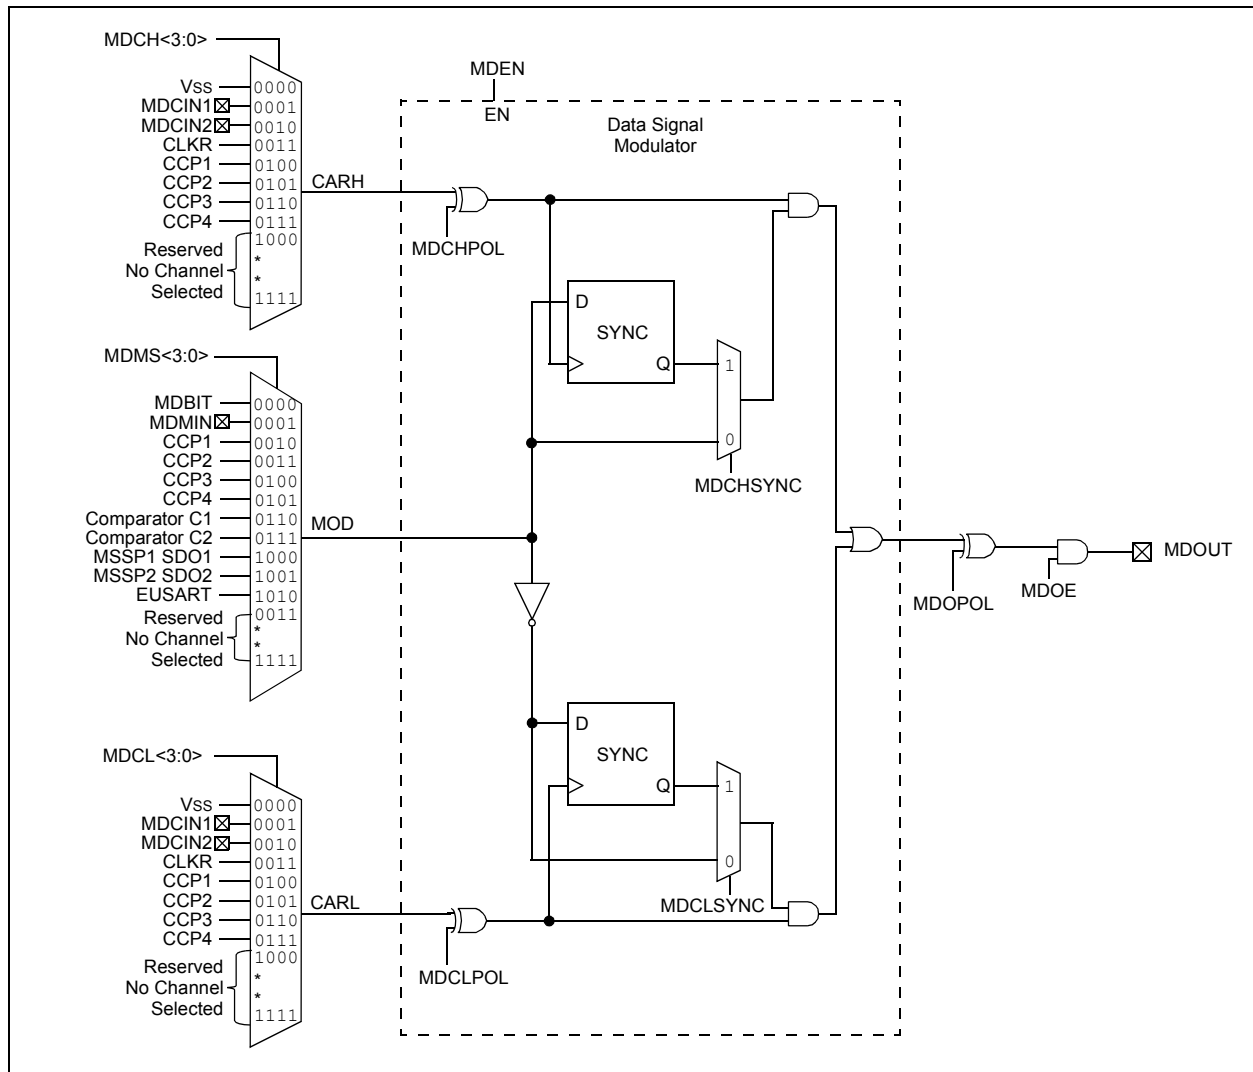 MDCH<3:0>
VSS 0000
MDCIN1 0001
MDCIN2 0010
CLKR 0011
CCP1 0100
CCP2 0101
CCP3 0110
CCP4 0111
1000
Reserved
No Channel
Selected
*
*
1111
CARH
MDMS<3:0>
MDBIT 0000
MDMIN 0001
CCP1 0010
CCP2 0011
CCP3 0100
CCP4 0101
Comparator C1 0110
Comparator C2 0111
MSSP1 SDO1 1000
MSSP2 SDO2 1001
EUSART 1010
0011
Reserved
No Channel
Selected
*
*
1111
MOD
MDCL<3:0>
VSS 0000
MDCIN1 0001
MDCIN2 0010
CLKR 0011
CCP1 0100
CCP2 0101
CCP3 0110
CCP4 0111
1000
Reserved
No Channel
Selected
*
*
1111
CARL
MDEN
EN
Data Signal
Modulator
MDCHPOL
D
SYNC
Q
1
0
MDCHSYNC
D
SYNC
Q
1
0
MDCLSYNC
MDCLPOL
MDOPOL
MDOE
MDOUT